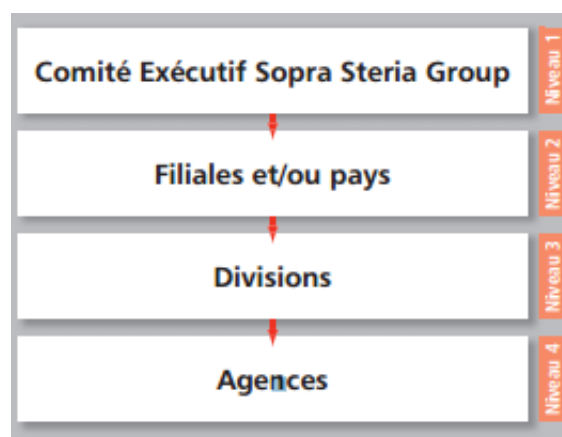 Comité Exécutif Sopra Steria Group
Niveau 1
Filiales et/ou pays
Niveau 2
Divisions
Niveau 3
Agences
Niveau 4